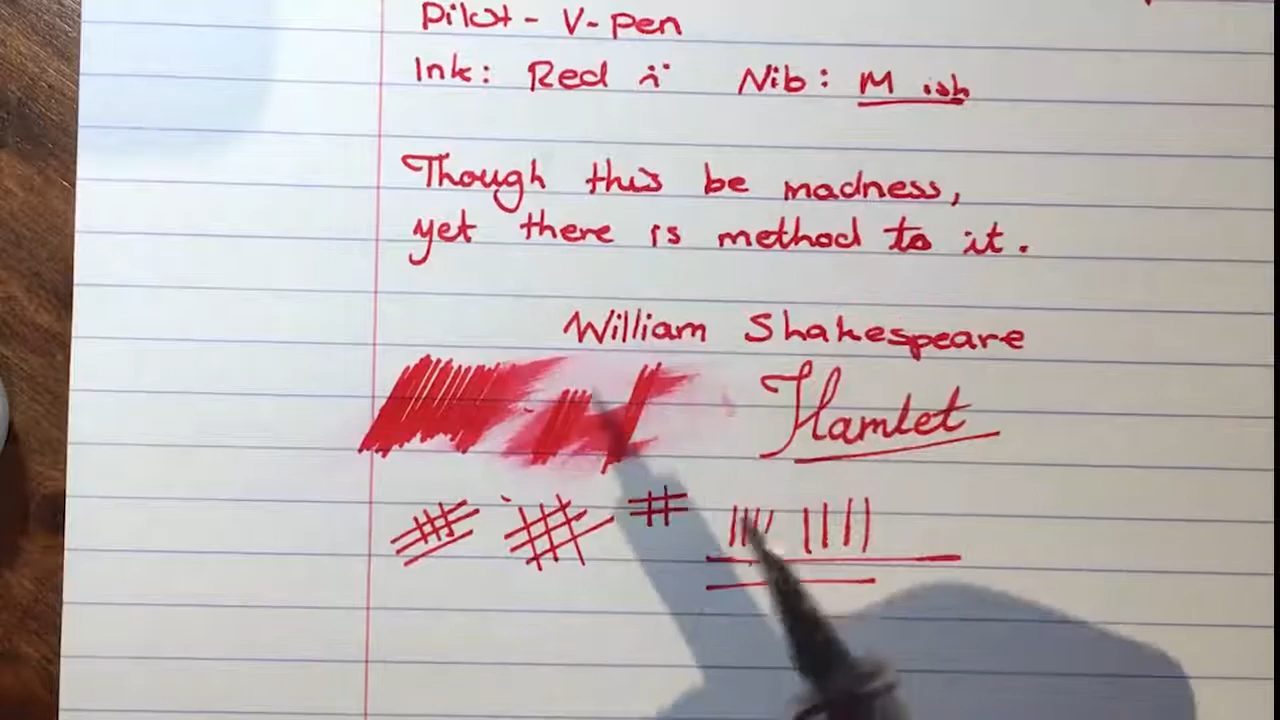 Pilot - V-Pen
Ink: Red :) Nib: M ish
Though this be madness,
yet there is method to it.
William Shakespeare
Hamlet